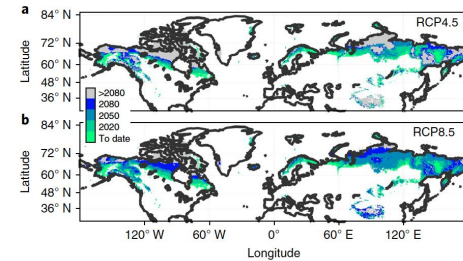 a
84° N
RCP4.5
72° N
60° N
48° N
36° N
Latitude
>2080
2080
2050
2020
To date
b
84° N
RCP8.5
72° N
60° N
48° N
36° N
Latitude
120° W 60° W 0° 60° E 120° E
Longitude